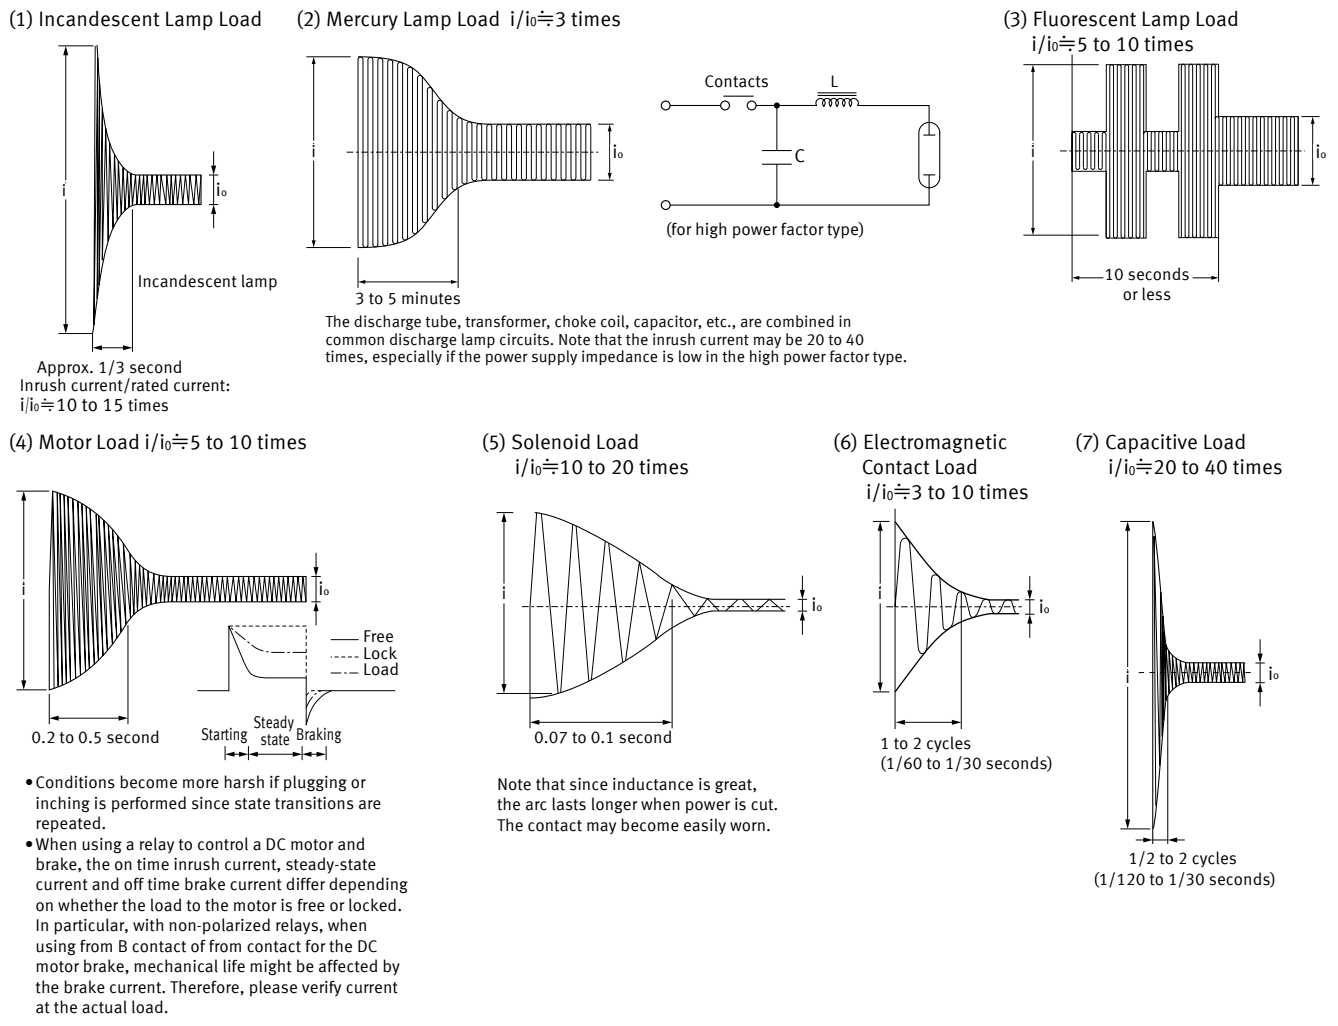 (1) Incandescent Lamp Load
i
i₀
Incandescent lamp
Approx. 1/3 second
Inrush current/rated current:
i/i₀≒10 to 15 times
(2) Mercury Lamp Load i/i₀≒3 times
i
i₀
3 to 5 minutes
Contacts
L
C
(for high power factor type)
The discharge tube, transformer, choke coil, capacitor, etc., are combined in
common discharge lamp circuits. Note that the inrush current may be 20 to 40
times, especially if the power supply impedance is low in the high power factor type.
(3) Fluorescent Lamp Load
i/i₀≒5 to 10 times
i
i₀
10 seconds
or less
(4) Motor Load i/i₀≒5 to 10 times
i
i₀
0.2 to 0.5 second
Free
Lock
Load
Starting
Steady
state
Braking
• Conditions become more harsh if plugging or
inching is performed since state transitions are
repeated.
• When using a relay to control a DC motor and
brake, the on time inrush current, steady-state
current and off time brake current differ depending
on whether the load to the motor is free or locked.
In particular, with non-polarized relays, when
using from B contact of from contact for the DC
motor brake, mechanical life might be affected by
the brake current. Therefore, please verify current
at the actual load.
(5) Solenoid Load
i/i₀≒10 to 20 times
i
i₀
0.07 to 0.1 second
Note that since inductance is great,
the arc lasts longer when power is cut.
The contact may become easily worn.
(6) Electromagnetic
Contact Load
i/i₀≒3 to 10 times
i
i₀
1 to 2 cycles
(1/60 to 1/30 seconds)
(7) Capacitive Load
i/i₀≒20 to 40 times
i
i₀
1/2 to 2 cycles
(1/120 to 1/30 seconds)